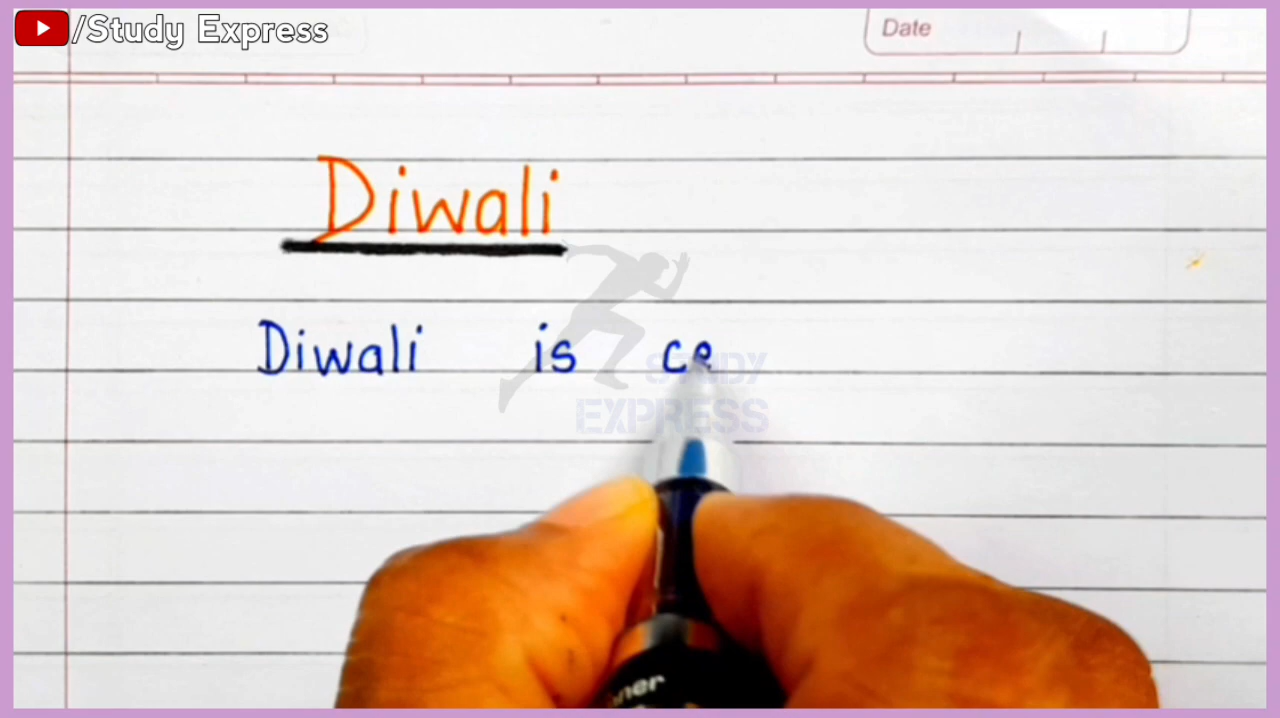 /Study Express
Date
Diwali
Diwali is ce
STUDY
EXPRESS